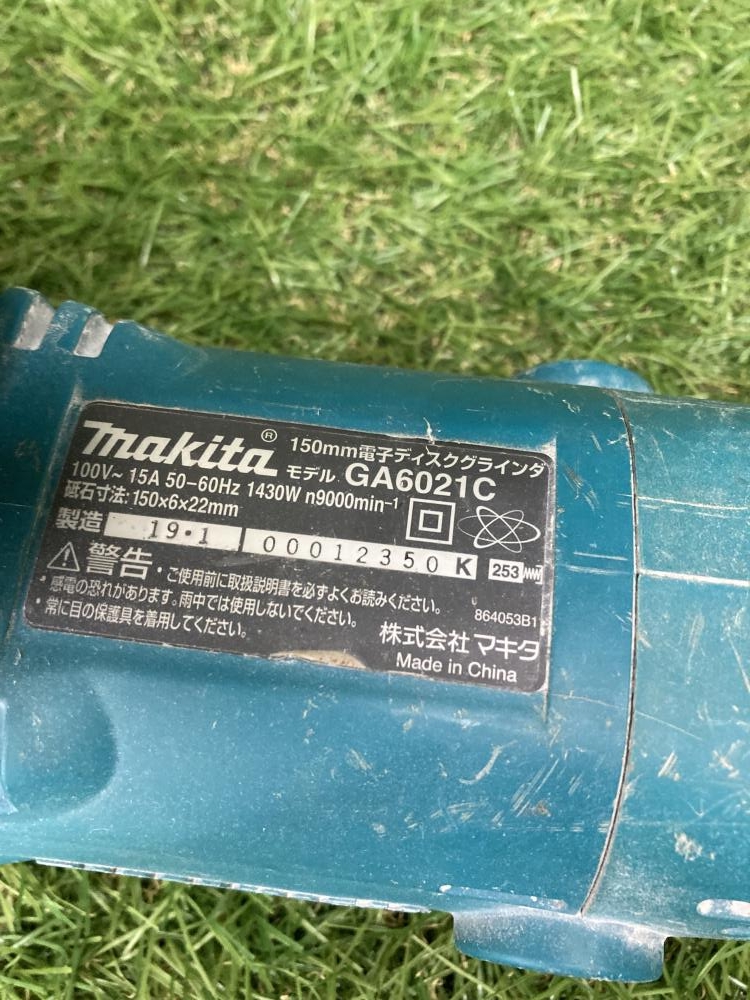 makita® 150mm電子ディスクグラインダ
100V~ 15A 50-60Hz 1430W n9000min-1 モデル GA6021C
砥石寸法:150×6×22mm
製造 19・1 00012350 K 253
警告・ご使用前に取扱説明書を必ずよくお読みください。
・感電の恐れがあります。雨中では使用しないでください。 864053B1
・常に目の保護具を着用してください。 株式会社 マキタ
Made in China